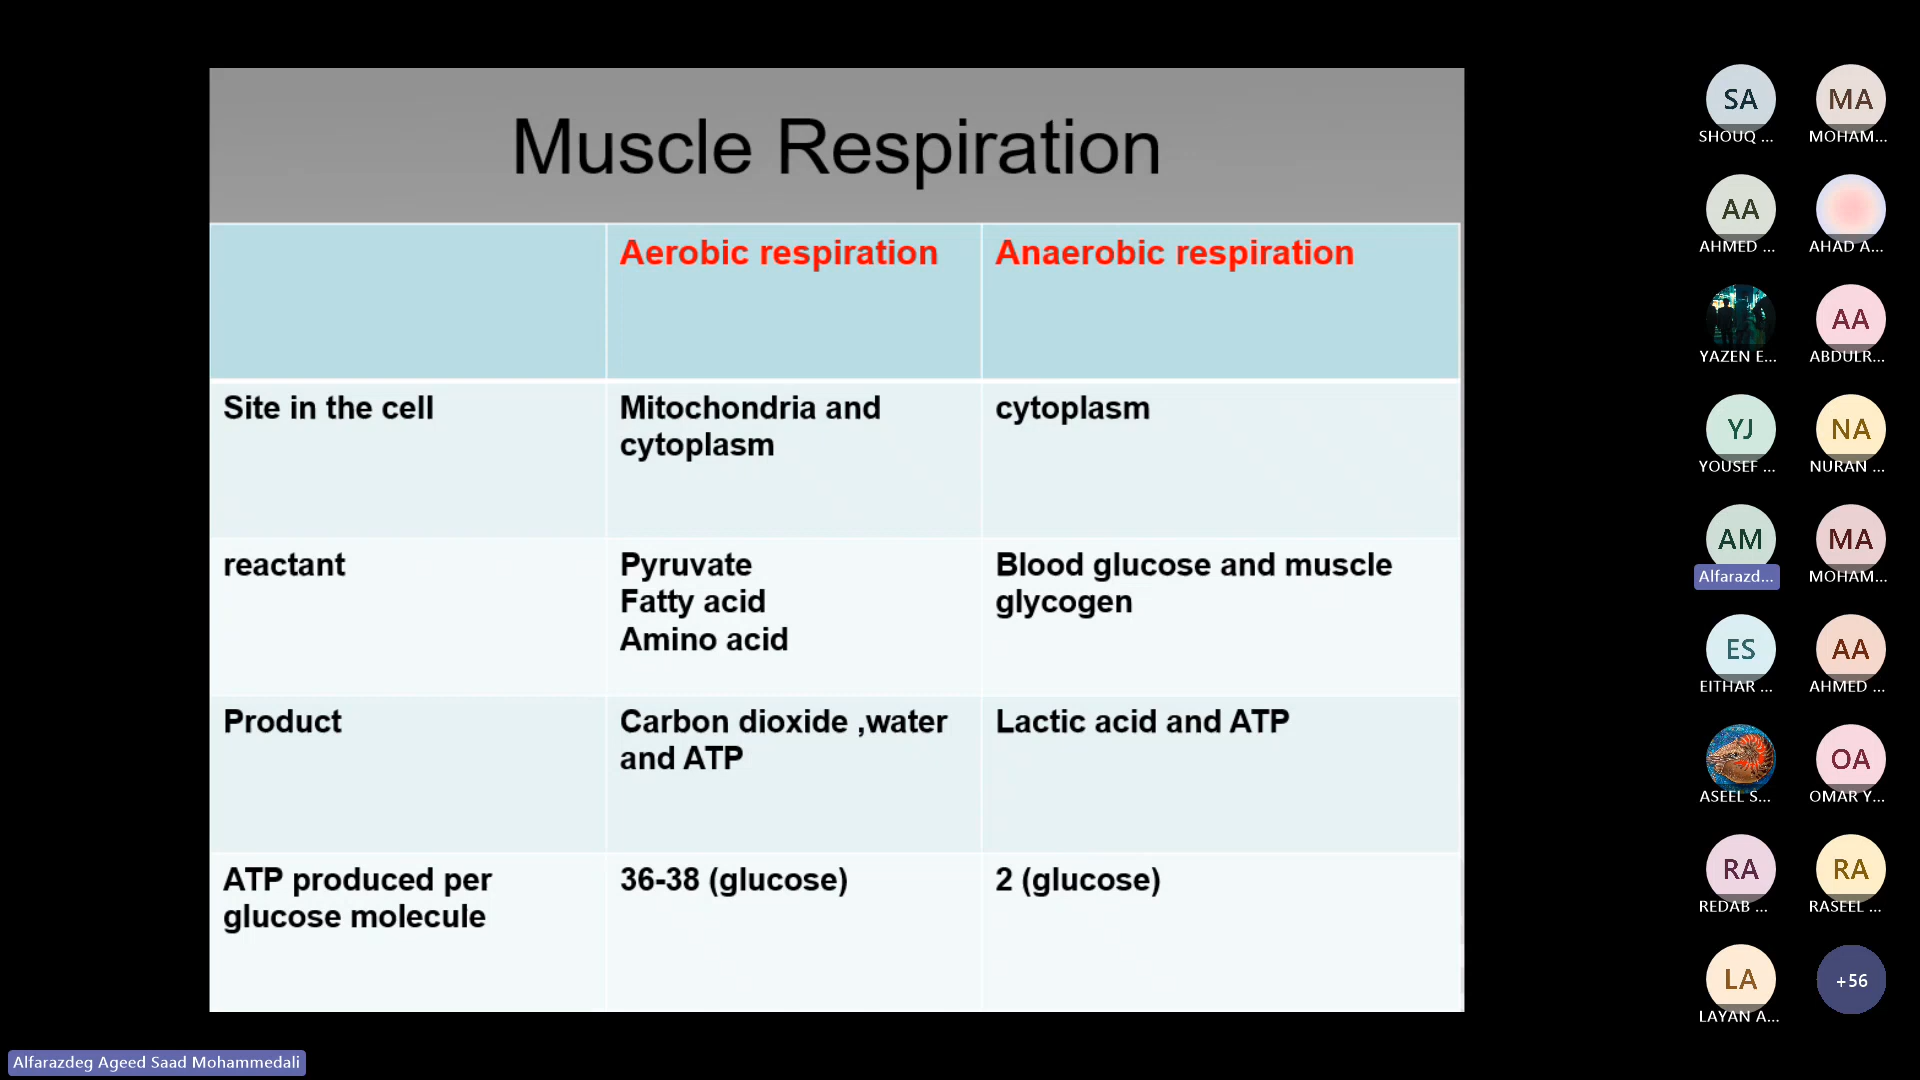 Muscle Respiration
Aerobic respiration
Anaerobic respiration
Site in the cell
Mitochondria and
cytoplasm
cytoplasm
reactant
Pyruvate
Fatty acid
Amino acid
Blood glucose and muscle
glycogen
Product
Carbon dioxide ,water
and ATP
Lactic acid and ATP
ATP produced per
glucose molecule
36-38 (glucose)
2 (glucose)
SA
SHOUQ ...
MA
MOHAM...
AA
AHMED ...
AHAD A...
YAZEN E...
AA
ABDULR...
YJ
YOUSEF ...
NA
NURAN ...
AM
Alfarazd...
MA
MOHAM...
ES
EITHAR ...
AA
AHMED ...
ASEEL S...
OA
OMAR Y...
RA
REDAB ...
RA
RASEEL ...
LA
LAYAN A...
+56
Alfarazdeg Ageed Saad Mohammedali